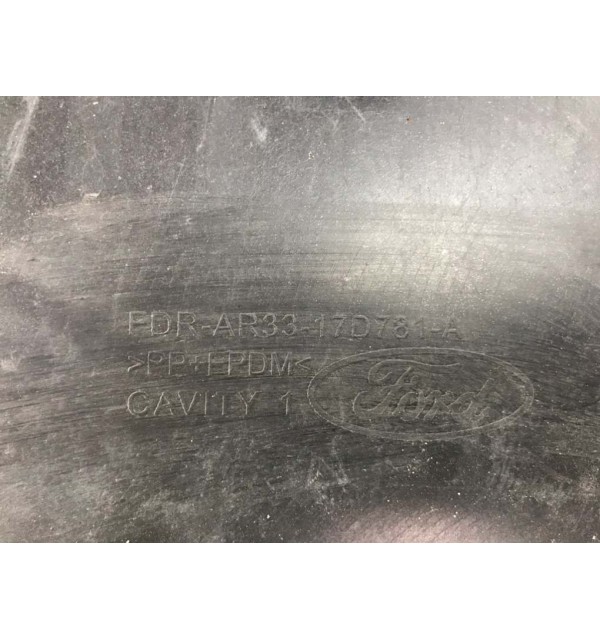 FDR-AR33-17D781-A
>PP+EPDM<
CAVITY 1
Ford